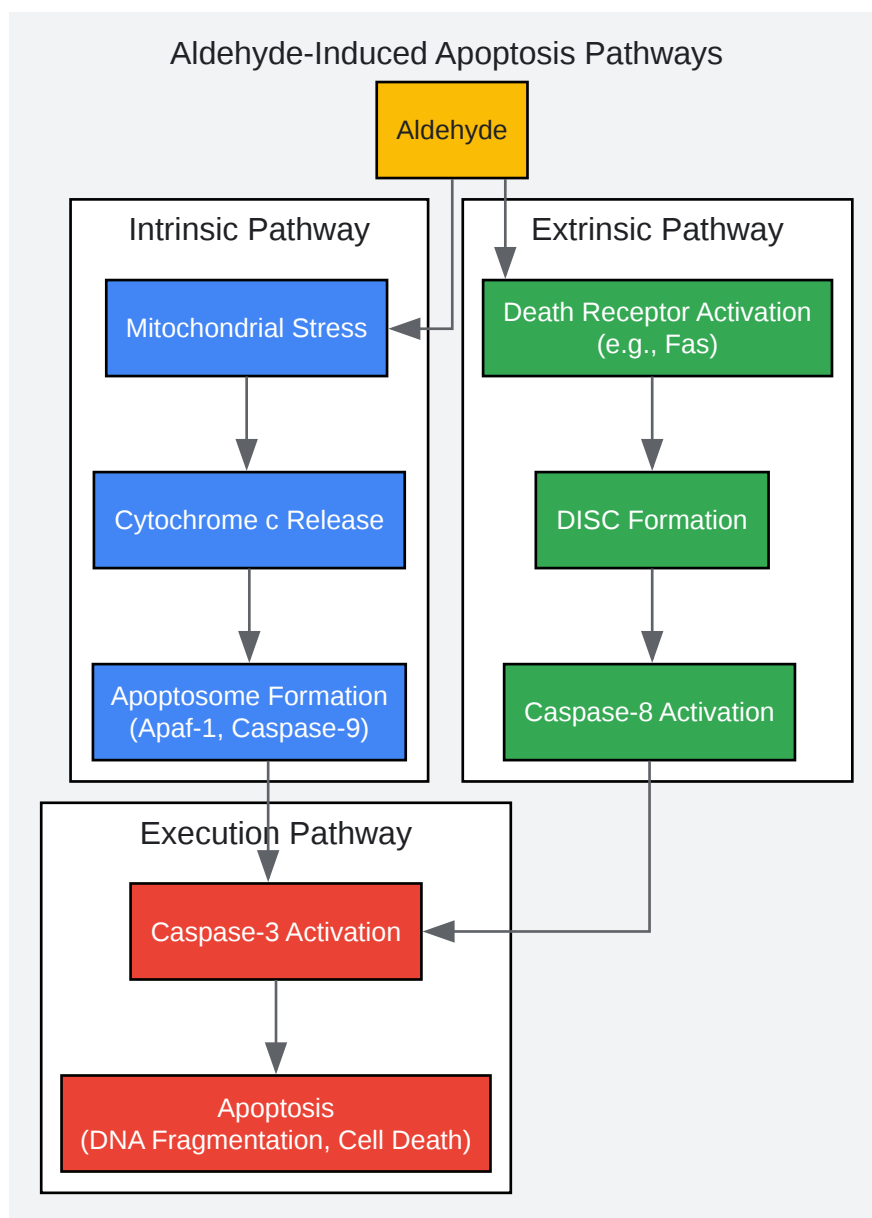 Aldehyde-Induced Apoptosis Pathways
Aldehyde
Intrinsic Pathway
Mitochondrial Stress
Cytochrome c Release
Apoptosome Formation
(Apaf-1, Caspase-9)
Extrinsic Pathway
Death Receptor Activation
(e.g., Fas)
DISC Formation
Caspase-8 Activation
Execution Pathway
Caspase-3 Activation
Apoptosis
(DNA Fragmentation, Cell Death)